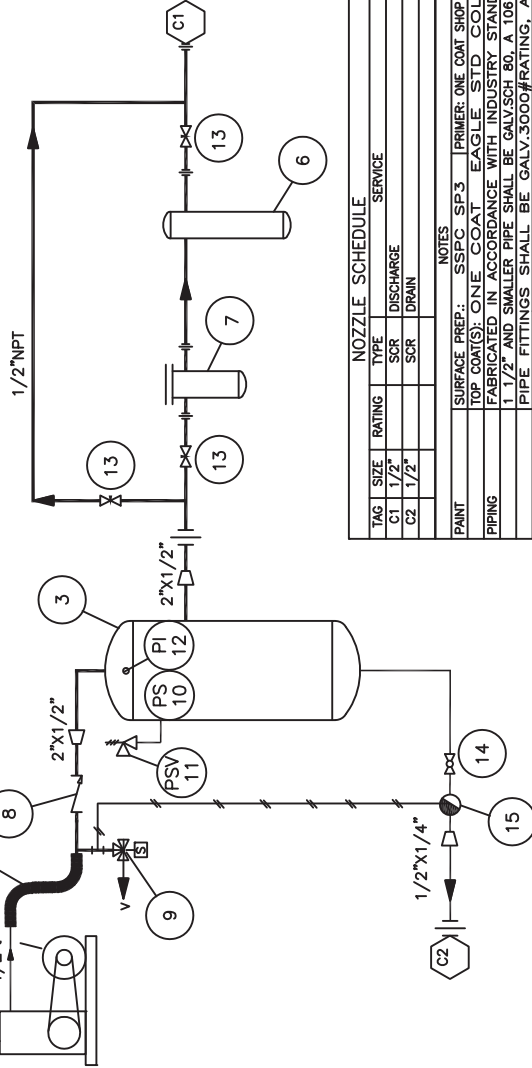 C1
1/2"NPT
13
13
13
6
7
2"X1/2"
3
PI
12
PS
10
PSV
11
2"X1/2"
8
S
V
9
14
15
1/2"X1/4"
C2
NOZZLE SCHEDULE
TAG SIZE RATING TYPE SERVICE
C1 1/2" SCR DISCHARGE
C2 1/2" SCR DRAIN
NOTES
PAINT SURFACE PREP.: SSPC SP3 PRIMER: ONE COAT SHOP
TOP COAT(S): ONE COAT EAGLE STD COL
PIPING FABRICATED IN ACCORDANCE WITH INDUSTRY STAND
1 1/2" AND SMALLER PIPE SHALL BE GALV.SCH 80, A 106
PIPE FITTINGS SHALL BE GALV.3000#RATING, A